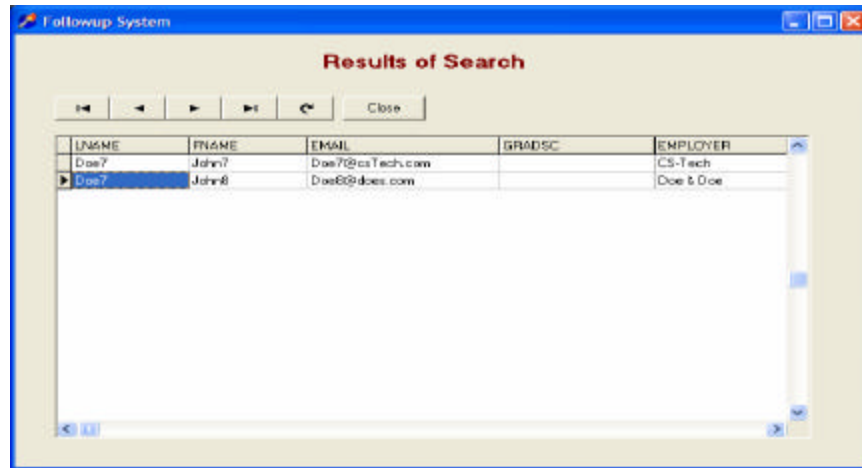 Followup System
Results of Search
Close
LNAME FNAME EMAIL GRADSC EMPLOYER
Doe7 John7 Doe7@csTech.com CS-Tech
Doe7 John8 Doe8@does.com Doe & Doe